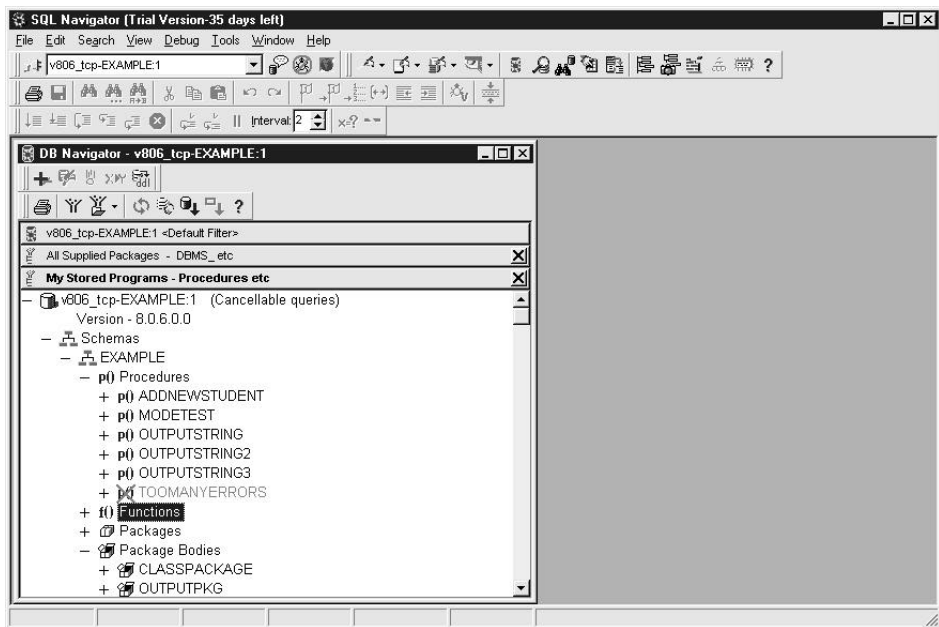 SQL Navigator (Trial Version-35 days left)
File Edit Search View Debug Tools Window Help
v806_tcp-EXAMPLE:1
Interval: 2
DB Navigator - v806_tcp-EXAMPLE:1
ddl
v806_tcp-EXAMPLE:1 <Default Filter>
All Supplied Packages - DBMS_ etc
My Stored Programs - Procedures etc
v806_tcp-EXAMPLE:1 (Cancellable queries)
Version - 8.0.6.0.0
Schemas
EXAMPLE
p() Procedures
p() ADDNEWSTUDENT
p() MODETEST
p() OUTPUTSTRING
p() OUTPUTSTRING2
p() OUTPUTSTRING3
p() TOOMANYERRORS
f() Functions
Packages
Package Bodies
CLASSPACKAGE
OUTPUTPKG